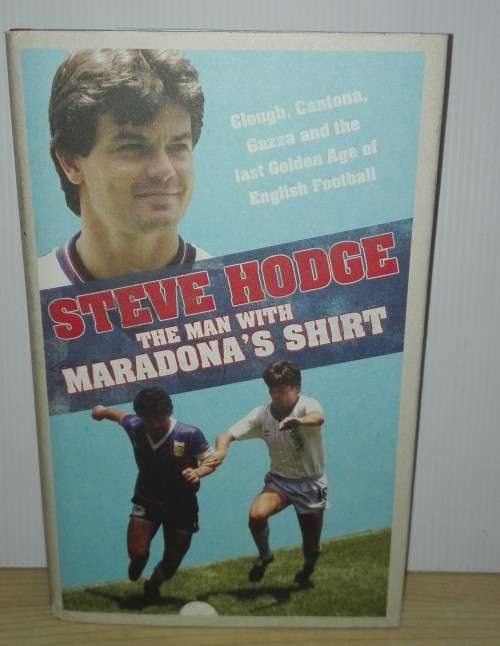 Clough, Cantona,
Gazza and the
last Golden Age of
English Football
STEVE HODGE
THE MAN WITH
MARADONA'S SHIRT